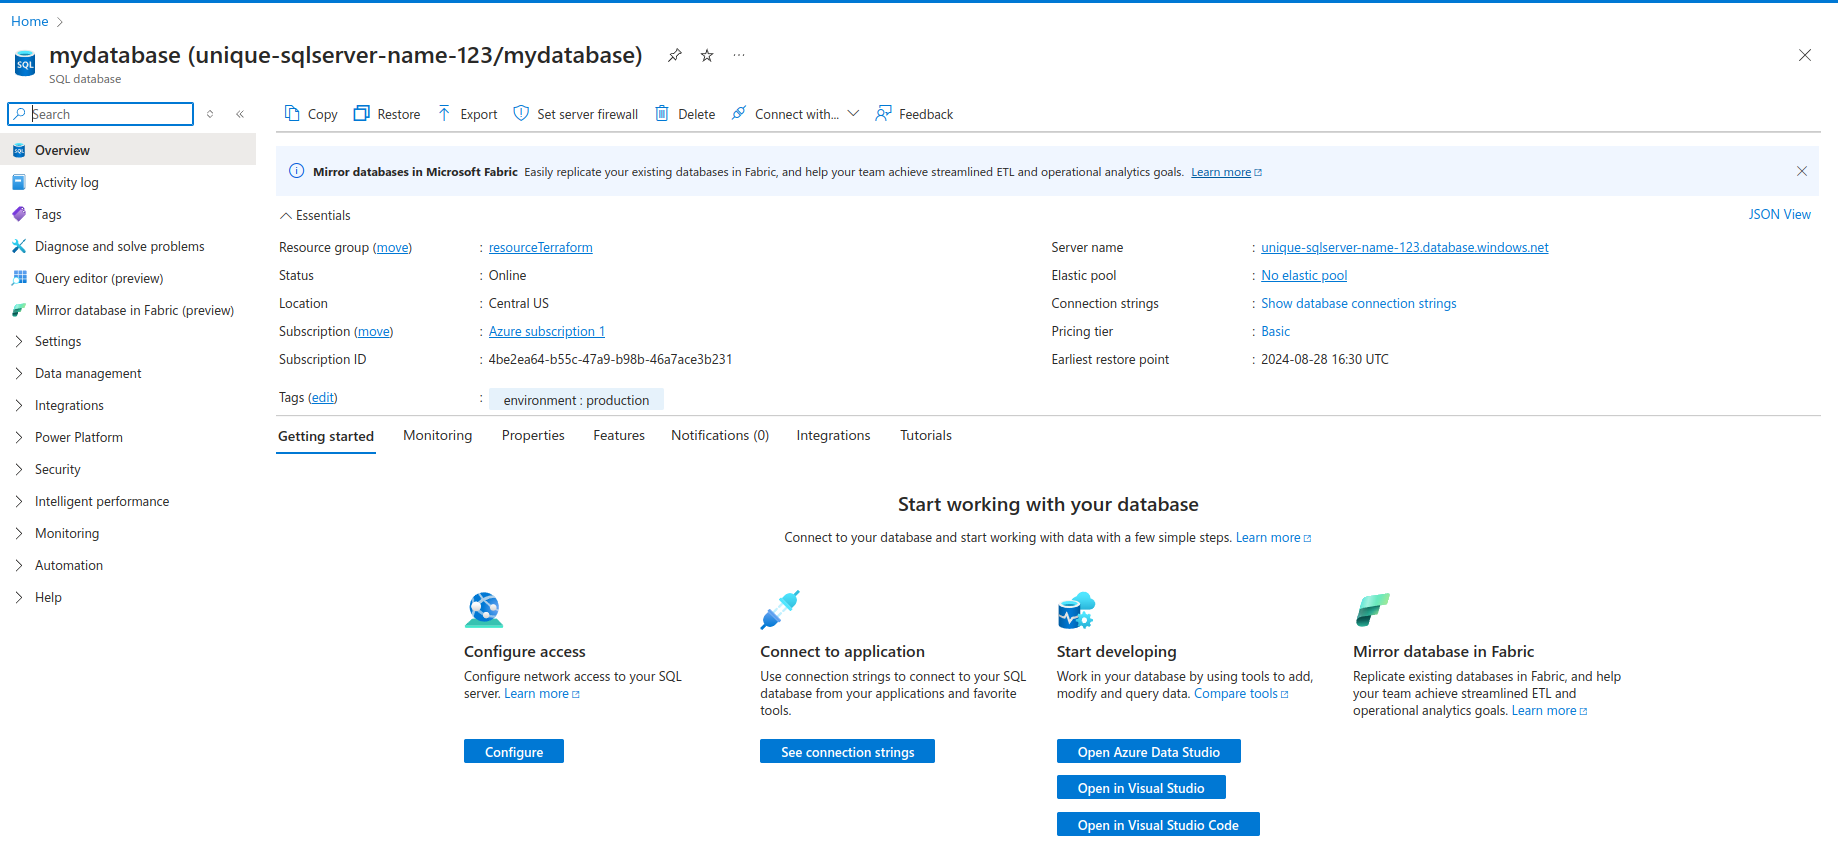 Home
mydatabase (unique-sqlserver-name-123/mydatabase)
SQL database
Search
Overview
Activity log
Tags
Diagnose and solve problems
Query editor (preview)
Mirror database in Fabric (preview)
Settings
Data management
Integrations
Power Platform
Security
Intelligent performance
Monitoring
Automation
Help
Copy Restore Export Set server firewall Delete Connect with... Feedback
Mirror databases in Microsoft Fabric Easily replicate your existing databases in Fabric, and help your team achieve streamlined ETL and operational analytics goals. Learn more
Essentials
JSON View
Resource group (move) : resourceTerraform
Status : Online
Location : Central US
Subscription (move) : Azure subscription 1
Subscription ID : 4be2ea64-b55c-47a9-b98b-46a7ace3b231
Server name : unique-sqlserver-name-123.database.windows.net
Elastic pool : No elastic pool
Connection strings : Show database connection strings
Pricing tier : Basic
Earliest restore point : 2024-08-28 16:30 UTC
Tags (edit) : environment : production
Getting started Monitoring Properties Features Notifications (0) Integrations Tutorials
Start working with your database
Connect to your database and start working with data with a few simple steps. Learn more
Configure access
Configure network access to your SQL
server. Learn more
Configure
Connect to application
Use connection strings to connect to your SQL
database from your applications and favorite
tools.
See connection strings
Start developing
Work in your database by using tools to add,
modify and query data. Compare tools
Open Azure Data Studio
Open in Visual Studio
Open in Visual Studio Code
Mirror database in Fabric
Replicate existing databases in Fabric, and help
your team achieve streamlined ETL and
operational analytics goals. Learn more